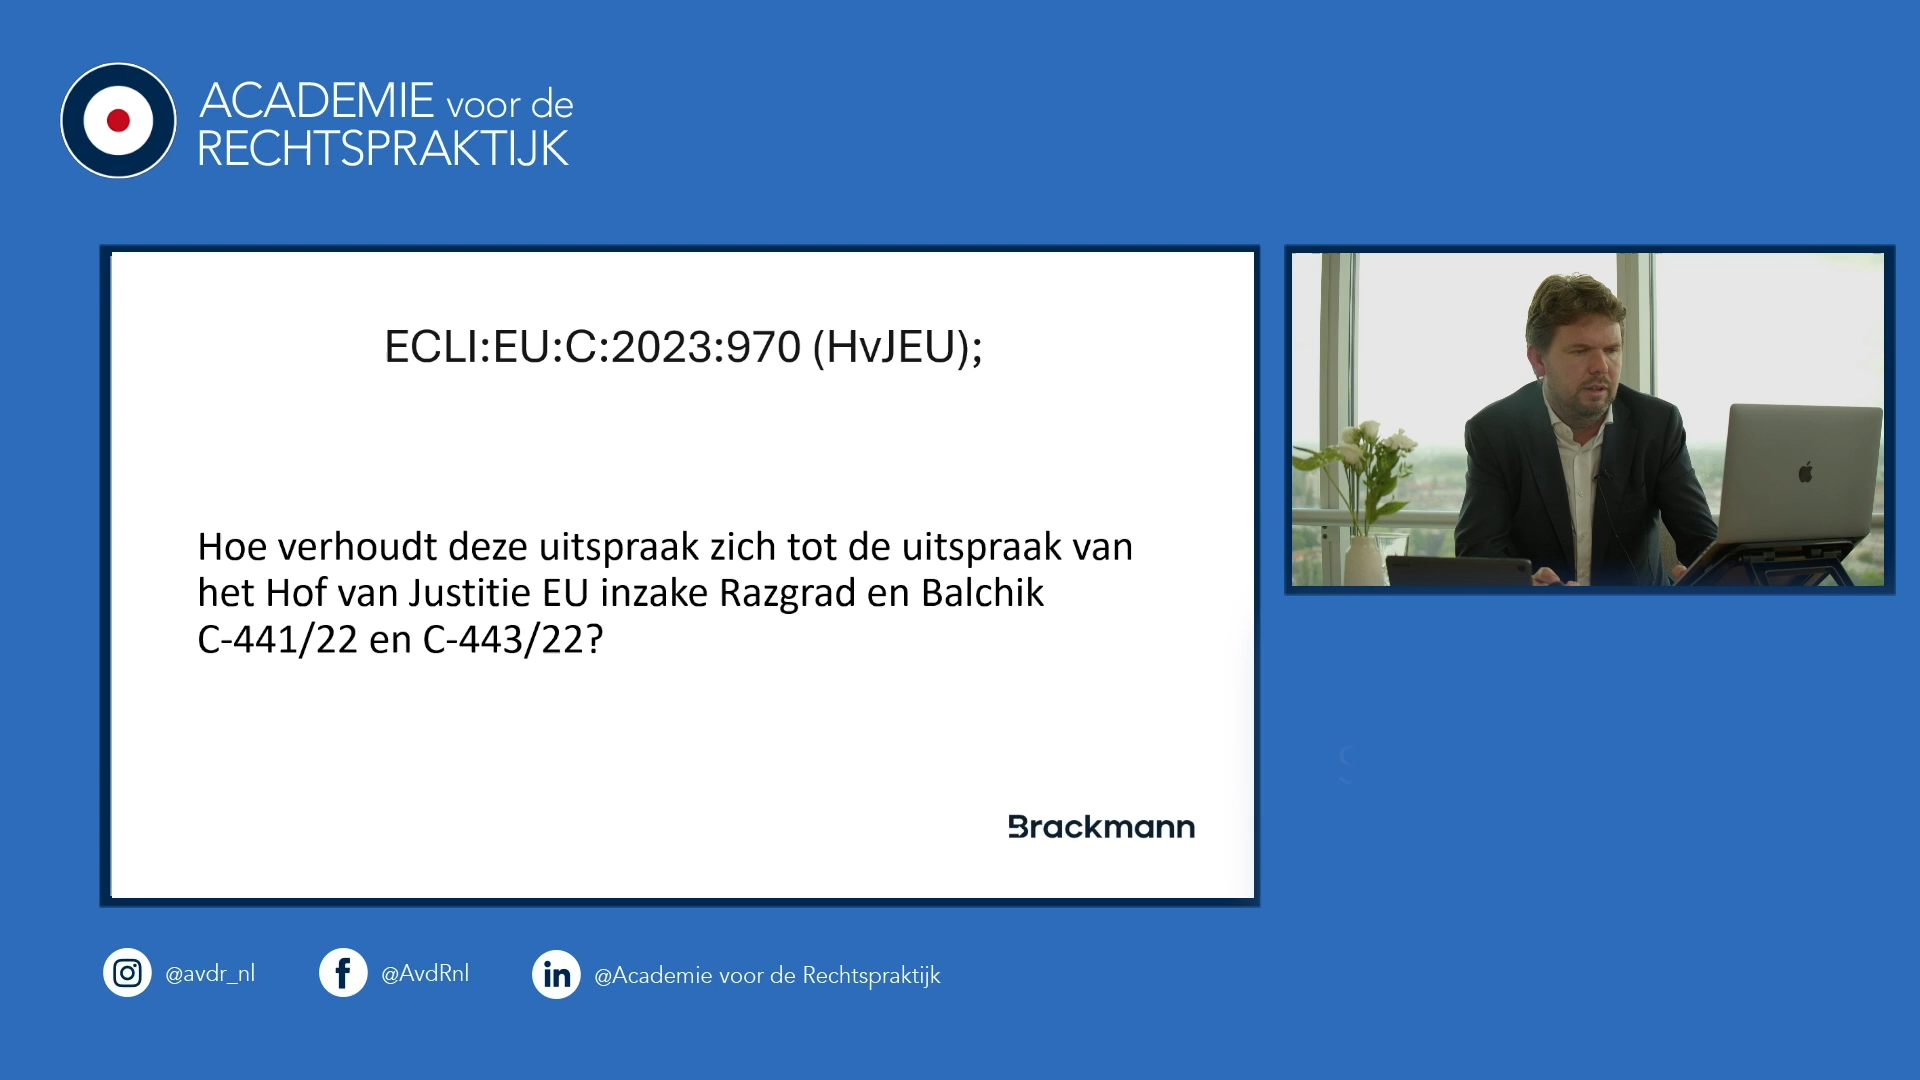 ACADEMIE voor de
RECHTSPRAKTIJK
ECLI:EU:C:2023:970 (HvJEU);
Hoe verhoudt deze uitspraak zich tot de uitspraak van
het Hof van Justitie EU inzake Razgrad en Balchik
C-441/22 en C-443/22?
Brackmann
@avdr_nl
@AvdRnl
@Academie voor de Rechtspraktijk